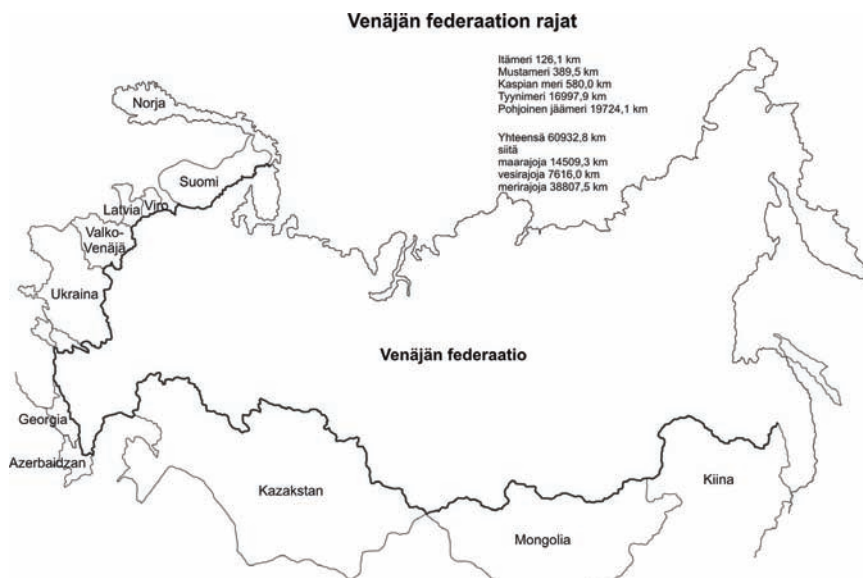 Venäjän federaation rajat
Itämeri 126,1 km
Mustameri 389,5 km
Kaspian meri 580,0 km
Tyynimeri 16997,9 km
Pohjoinen jäämeri 19724,1 km
Yhteensä 60932,8 km
siitä
maarajoja 14509,3 km
vesirajoja 7616,0 km
merirajoja 38807,5 km
Norja
Suomi
Latvia
Viro
Valko-
Venäjä
Ukraina
Venäjän federaatio
Georgia
Azerbaidzan
Kazakstan
Kiina
Mongolia